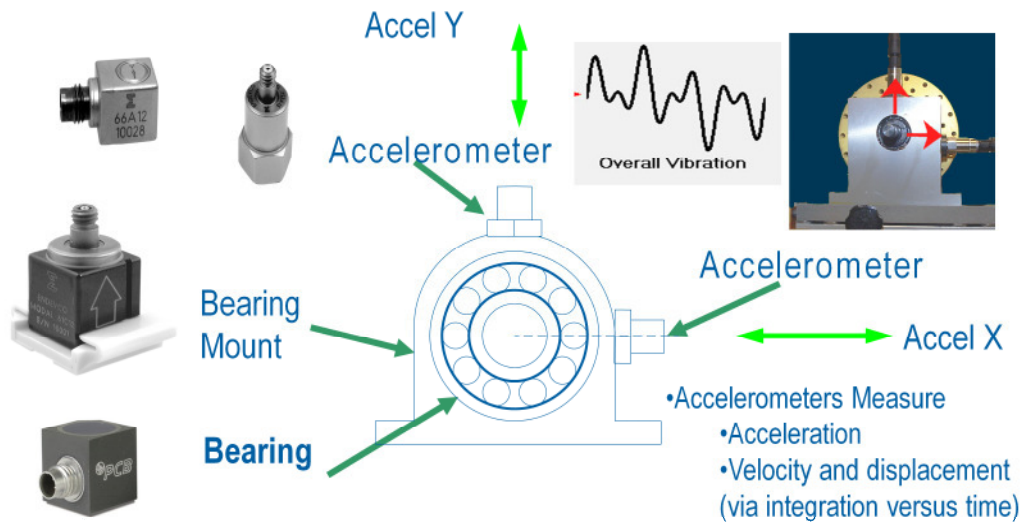 Accel Y
66A12
10028
Accelerometer
Overall Vibration
Accelerometer
Bearing
Mount
Accel X
•Accelerometers Measure
•Acceleration
•Velocity and displacement
(via integration versus time)
Bearing
PCB